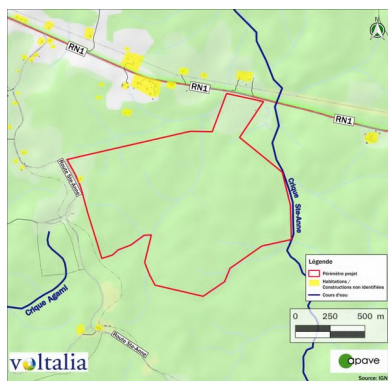 N
RN1
RN1
RN1
Route Ste-Anne
Crique Ste-Anne
Crique Agami
Route Ste-Anne
Légende
Périmètre projet
Habitations /
Constructions non identifiées
Cours d'eau
0 250 500 m
voltalia
apave
Source: IGN